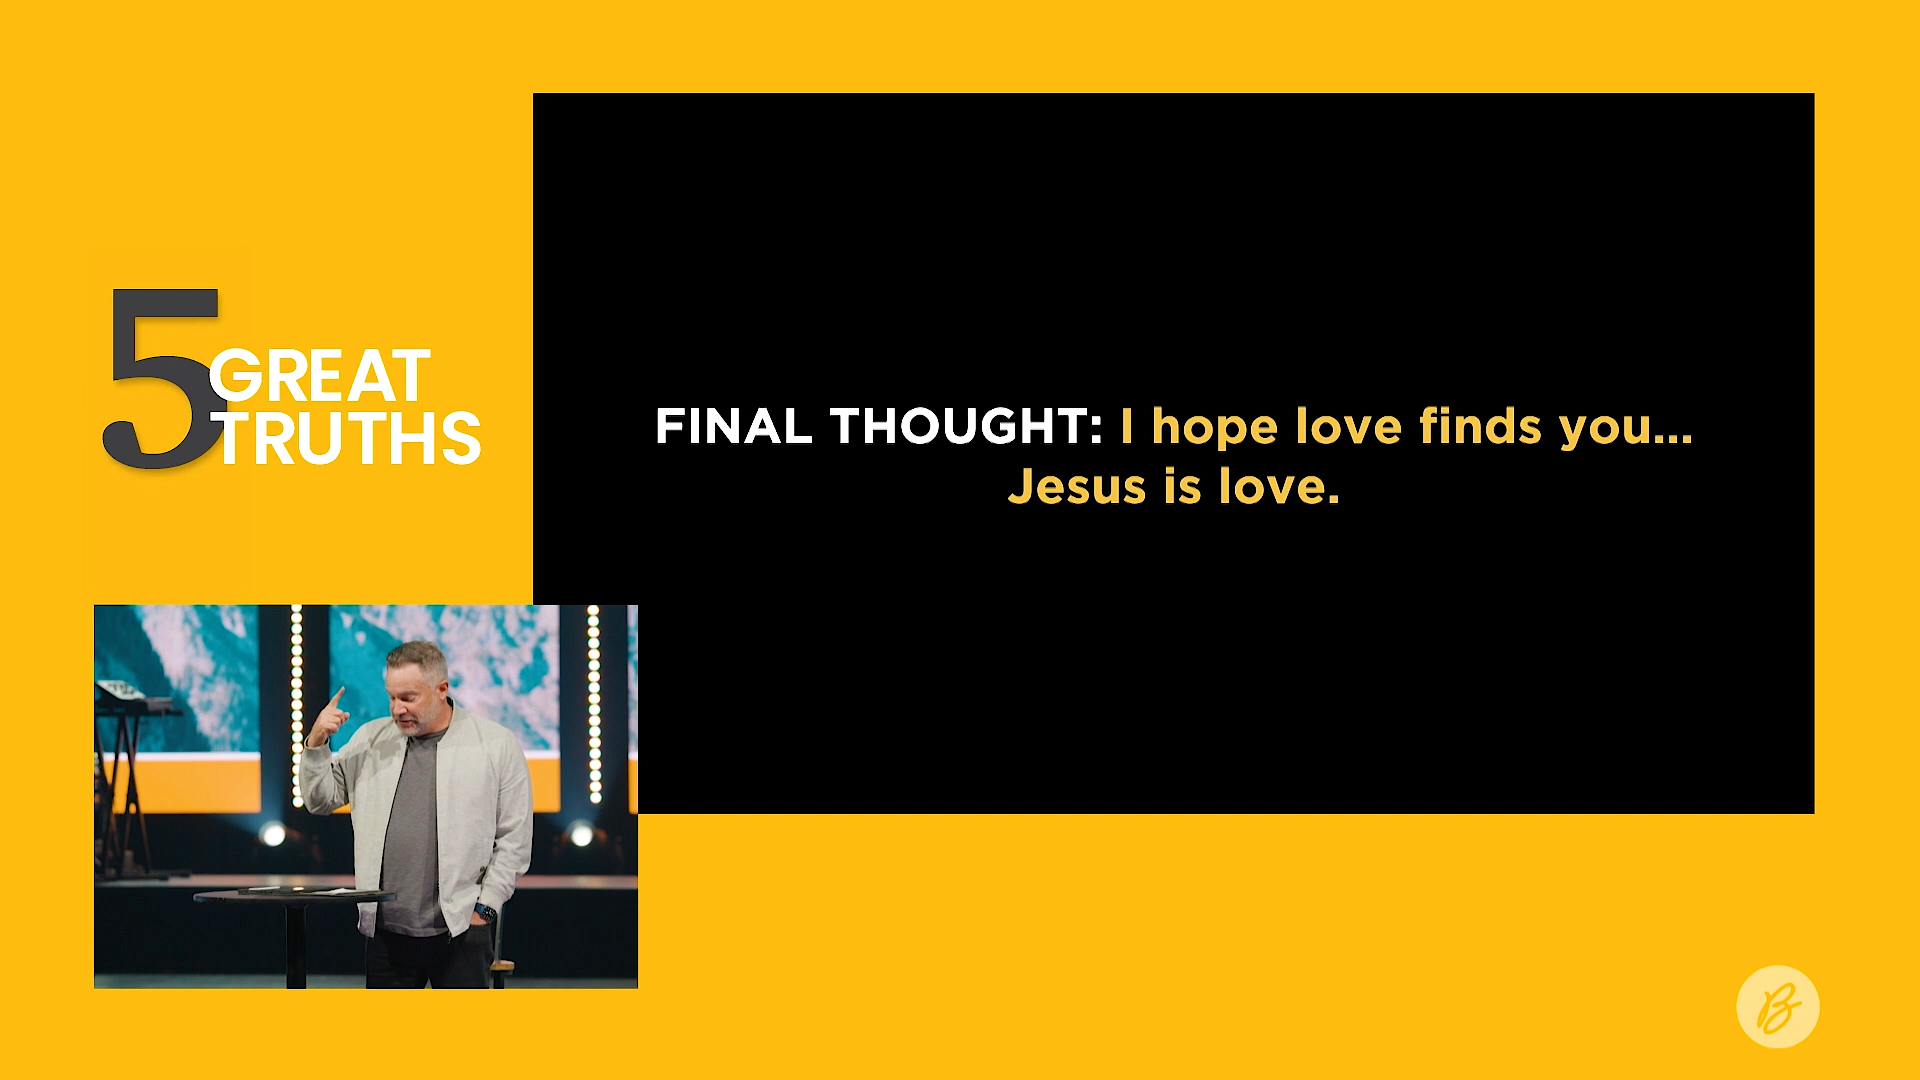 5
GREAT
TRUTHS
FINAL THOUGHT: I hope love finds you...
Jesus is love.
B